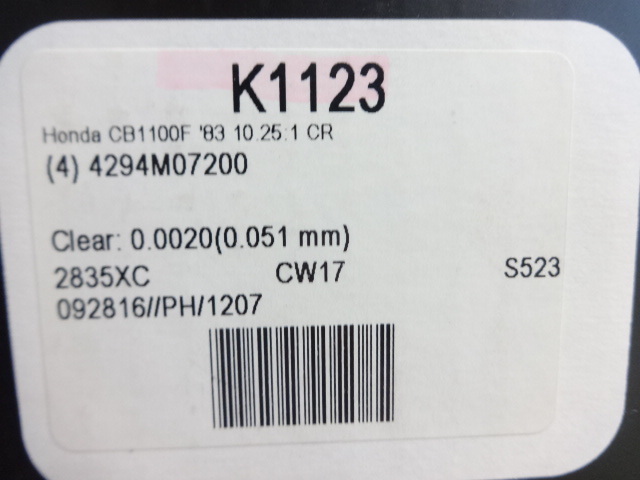 K1123
Honda CB1100F '83 10.25:1 CR
(4) 4294M07200
Clear: 0.0020(0.051 mm)
2835XC CW17 S523
092816//PH/1207